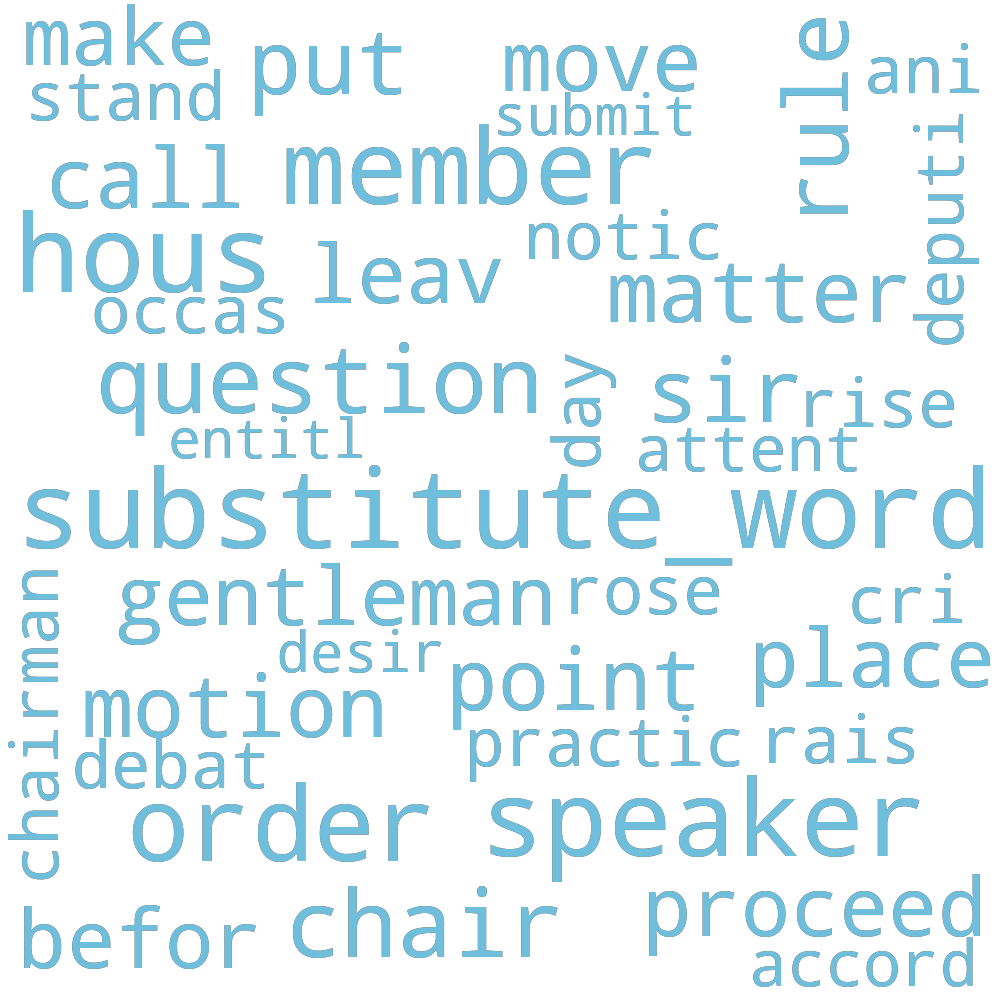 make
put
move
rule
ani
stand
submit
deputi
call
member
hous
notic
leav
matter
occas
question
day
sir
rise
entitl
attent
substitute_word
gentleman
rose
cri
chairman
desir
point
place
motion
practic
rais
debat
order
speaker
befor
chair
proceed
accord